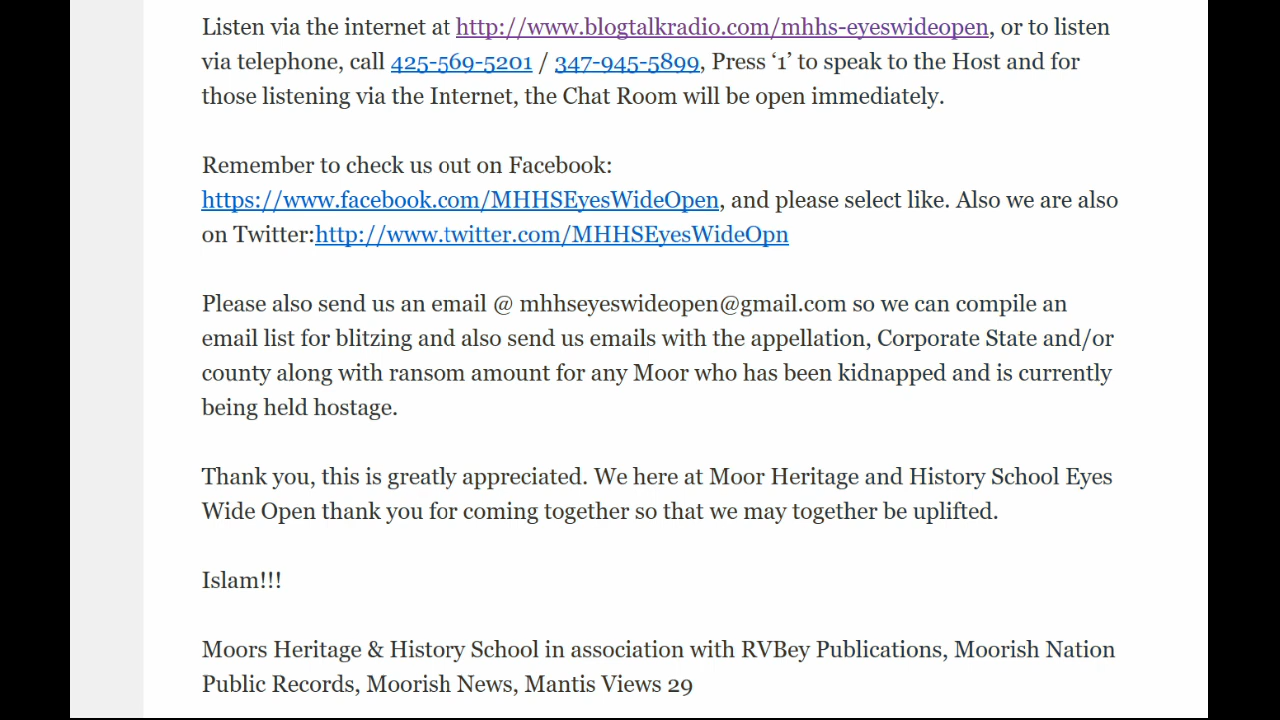 Listen via the internet at http://www.blogtalkradio.com/mhhs-eyeswideopen, or to listen
via telephone, call 425-569-5201 / 347-945-5899, Press ‘1’ to speak to the Host and for
those listening via the Internet, the Chat Room will be open immediately.
Remember to check us out on Facebook:
https://www.facebook.com/MHHSEyesWideOpen, and please select like. Also we are also
on Twitter:http://www.twitter.com/MHHSEyesWideOpn
Please also send us an email @ mhhseyeswideopen@gmail.com so we can compile an
email list for blitzing and also send us emails with the appellation, Corporate State and/or
county along with ransom amount for any Moor who has been kidnapped and is currently
being held hostage.
Thank you, this is greatly appreciated. We here at Moor Heritage and History School Eyes
Wide Open thank you for coming together so that we may together be uplifted.
Islam!!!
Moors Heritage & History School in association with RVBey Publications, Moorish Nation
Public Records, Moorish News, Mantis Views 29